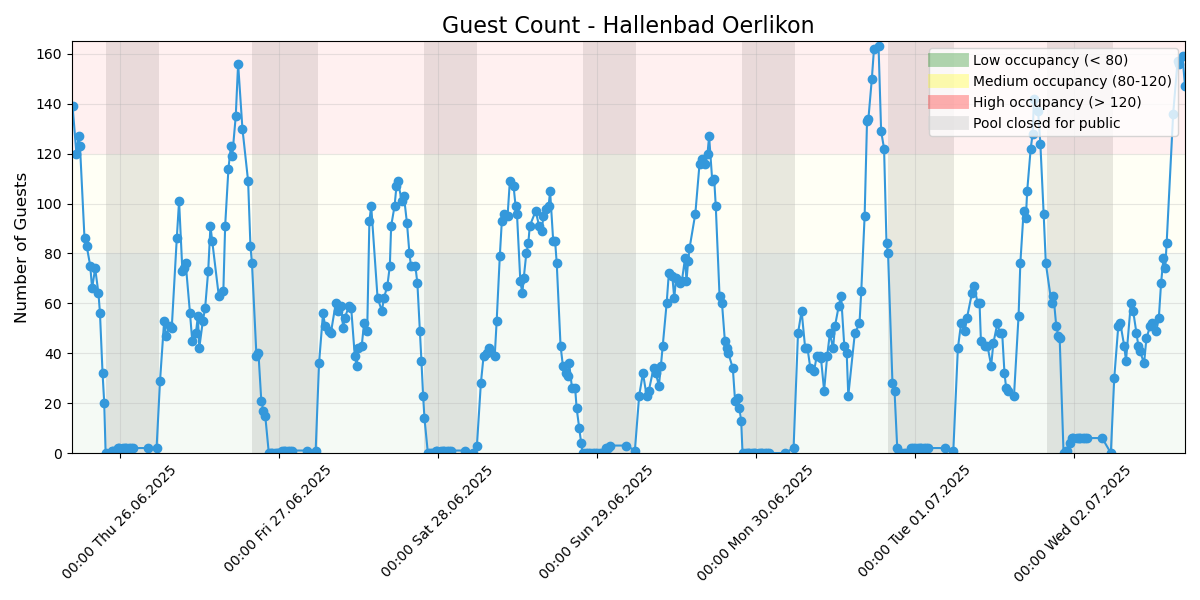 Guest Count - Hallenbad Oerlikon
Number of Guests
160
140
120
100
80
60
40
20
0
Low occupancy (< 80)
Medium occupancy (80-120)
High occupancy (> 120)
Pool closed for public
00:00 Thu 26.06.2025
00:00 Fri 27.06.2025
00:00 Sat 28.06.2025
00:00 Sun 29.06.2025
00:00 Mon 30.06.2025
00:00 Tue 01.07.2025
00:00 Wed 02.07.2025